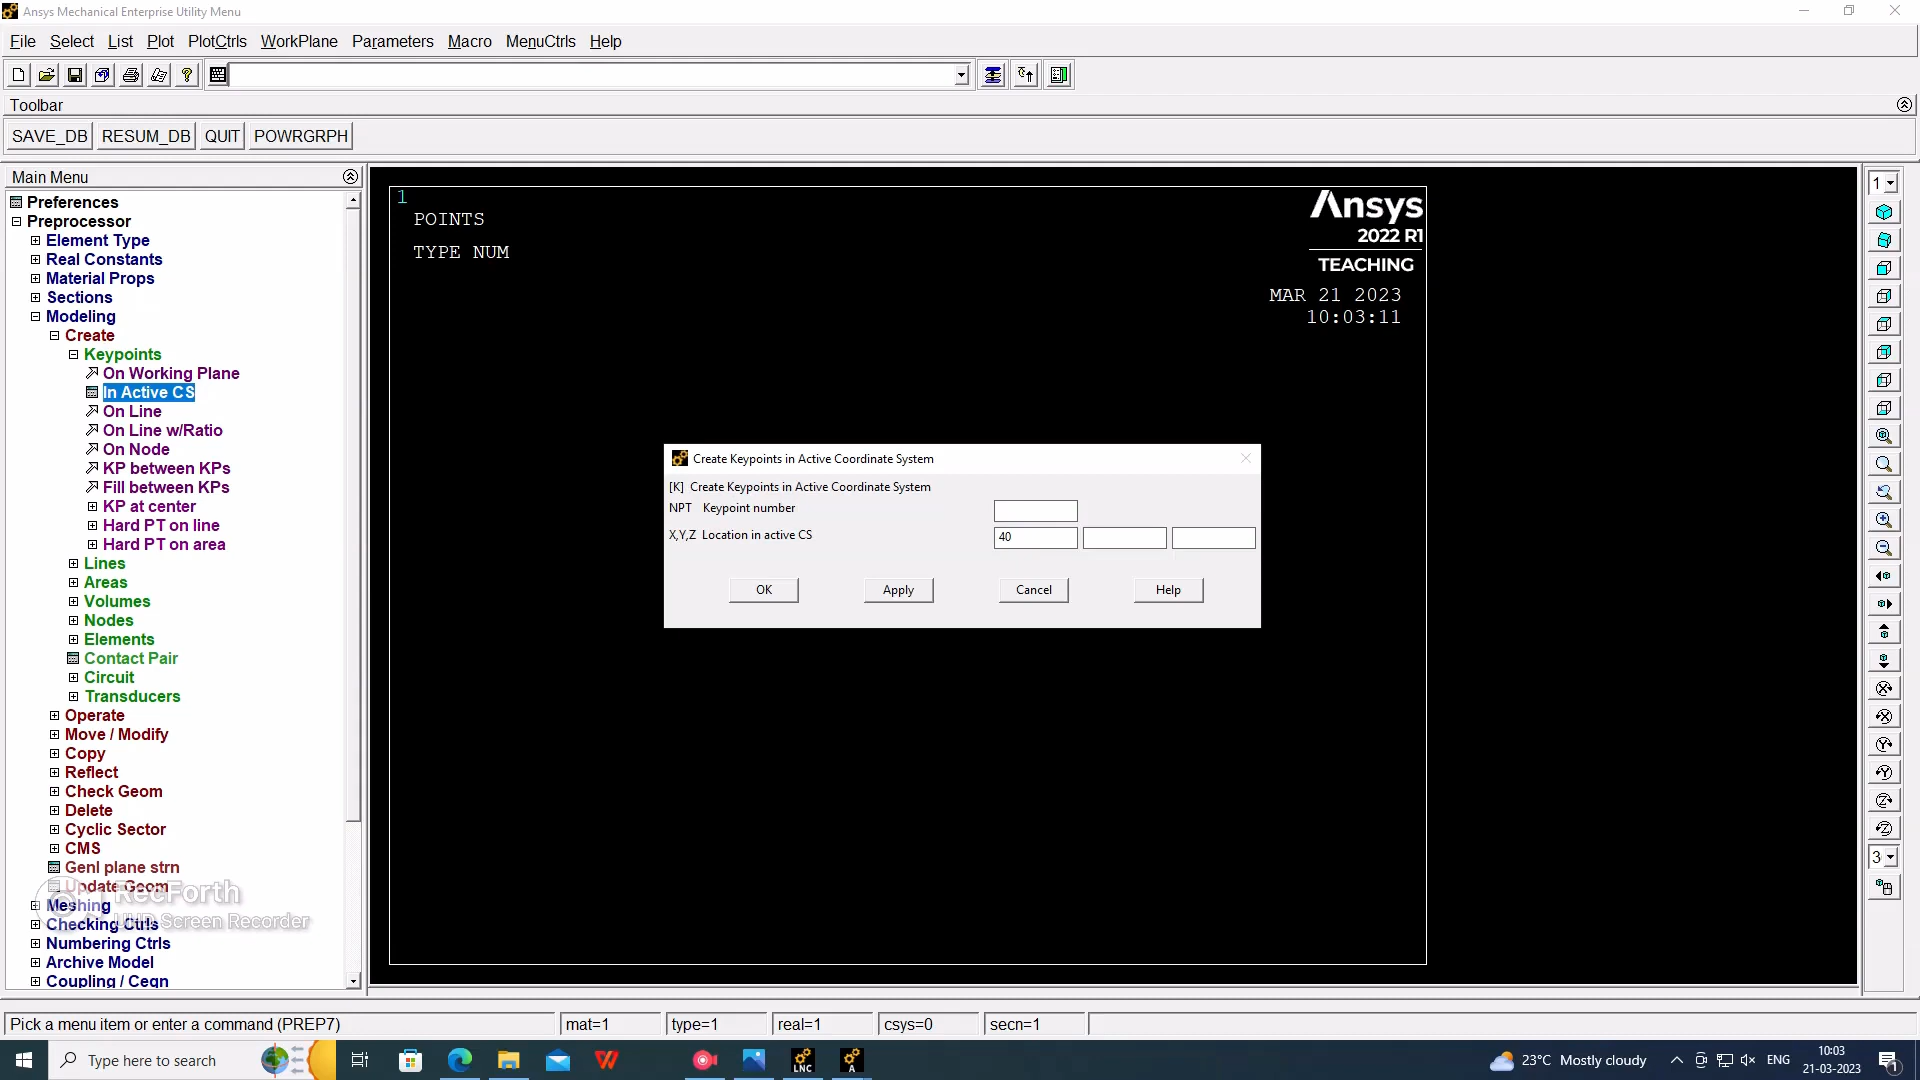 Ansys Mechanical Enterprise Utility Menu
File Select List Plot PlotCtrls WorkPlane Parameters Macro MenuCtrls Help
Toolbar
SAVE_DB RESUM_DB QUIT POWRGRPH
Main Menu
Preferences
Preprocessor
Element Type
Real Constants
Material Props
Sections
Modeling
Create
Keypoints
On Working Plane
In Active CS
On Line
On Line w/Ratio
On Node
KP between KPs
Fill between KPs
KP at center
Hard PT on line
Hard PT on area
Lines
Areas
Volumes
Nodes
Elements
Contact Pair
Circuit
Transducers
Operate
Move / Modify
Copy
Reflect
Check Geom
Delete
Cyclic Sector
CMS
Genl plane strn
Update Geom
Meshing
Checking Ctrls
Numbering Ctrls
Archive Model
Coupling / Ceqn
RecForth
UHD Screen Recorder
1
POINTS
TYPE NUM
Ansys
2022 R1
TEACHING
MAR 21 2023
10:03:11
Create Keypoints in Active Coordinate System
[K] Create Keypoints in Active Coordinate System
NPT Keypoint number
X,Y,Z Location in active CS 40
OK Apply Cancel Help
1
3
Pick a menu item or enter a command (PREP7) mat=1 type=1 real=1 csys=0 secn=1
Type here to search
LNC
A
23°C Mostly cloudy
ENG
10:03
21-03-2023
1